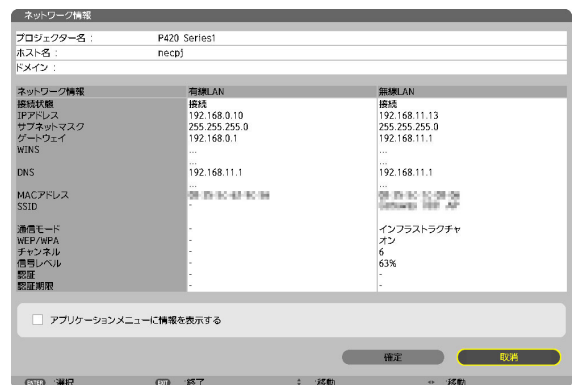 ネットワーク情報
プロジェクター名 : P420 Series1
ホスト名 : necpj
ドメイン :
ネットワーク情報 有線LAN 無線LAN
接続状態 接続 接続
IPアドレス 192.168.0.10 192.168.11.13
サブネットマスク 255.255.255.0 255.255.255.0
ゲートウェイ 192.168.0.1 192.168.11.1
WINS ... ...
... ...
DNS 192.168.11.1 192.168.11.1
... ...
MACアドレス
SSID -
通信モード - インフラストラクチャ
WEP/WPA - オン
チャンネル - 6
信号レベル - 63%
認証 - -
認証期限 - -
アプリケーションメニューに情報を表示する
確定 取消
ENTER :選択 EXIT :終了 :移動 :移動